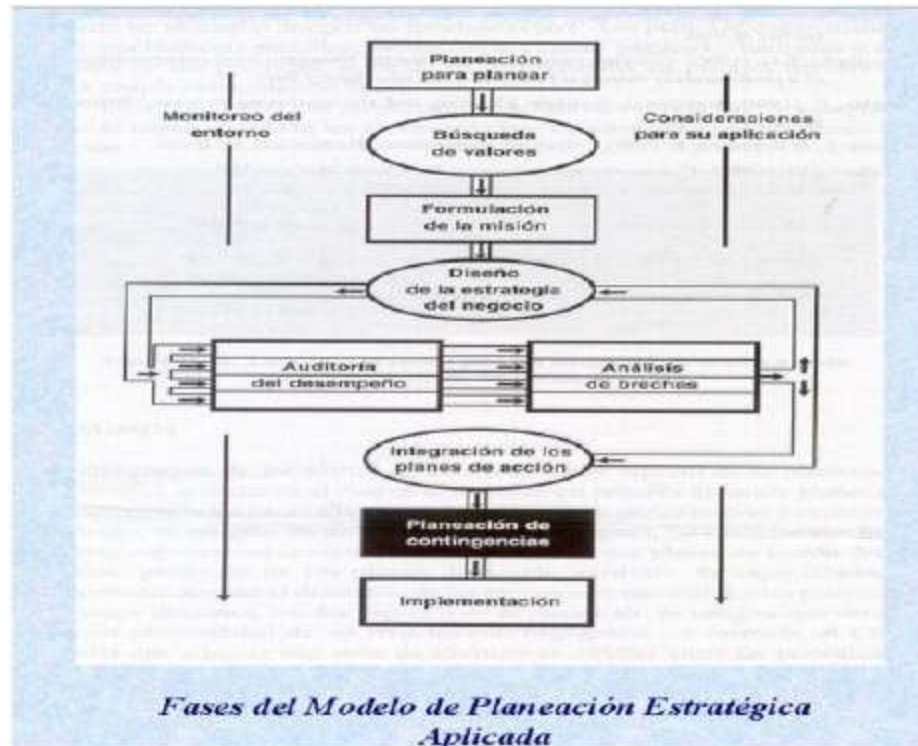 Planeación
para planear
Monitoreo del
entorno
Consideraciones
para su aplicación
Búsqueda
de valores
Formulación
de la misión
Diseño
de la estrategia
del negocio
Auditoría
del desempeño
Análisis
de brechas
Integración de los
planes de acción
Planeación de
contingencias
Implementación
Fases del Modelo de Planeación Estratégica
Aplicada